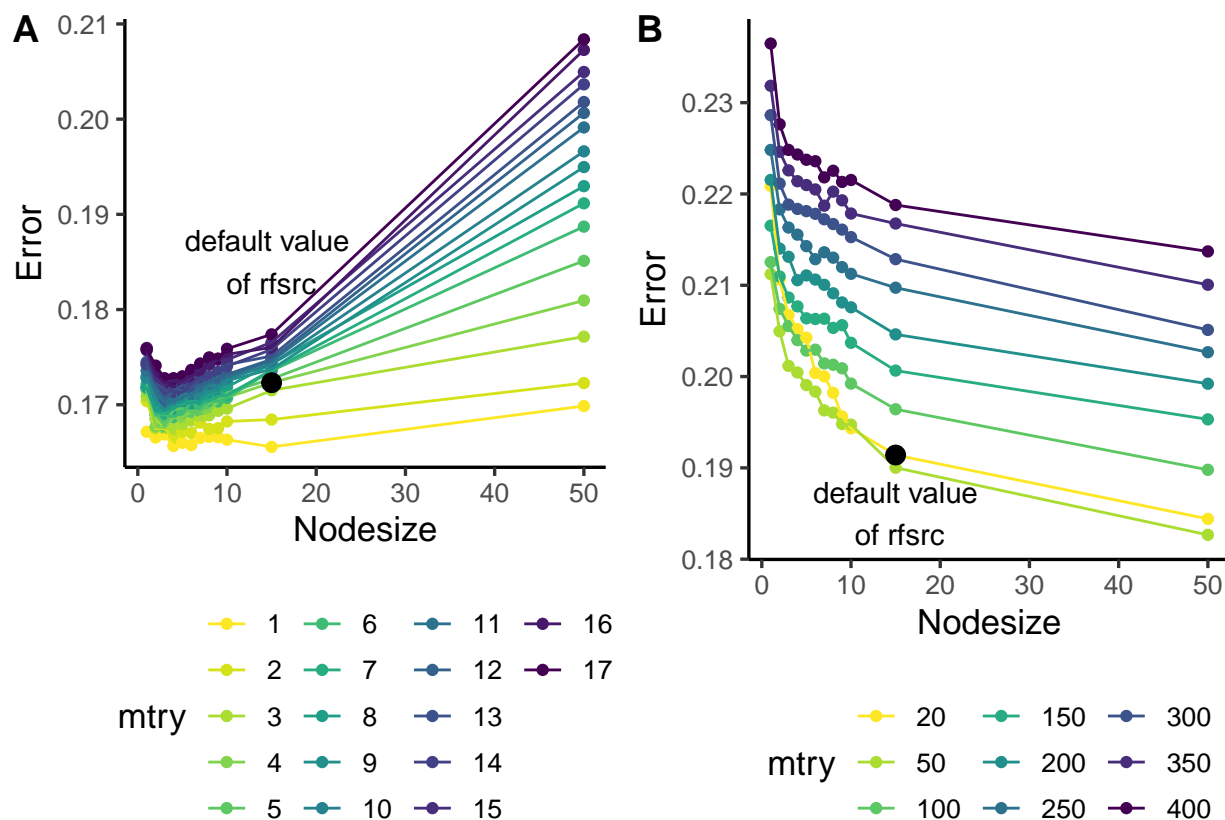 A
0.21
0.20
0.19
0.18
0.17
Error
default value
of rfsrc
0 10 20 30 40 50
Nodesize
mtry
1 6 11 16
2 7 12 17
3 8 13
4 9 14
5 10 15
B
0.23
0.22
0.21
0.20
0.19
0.18
Error
default value
of rfsrc
0 10 20 30 40 50
Nodesize
mtry
20 150 300
50 200 350
100 250 400